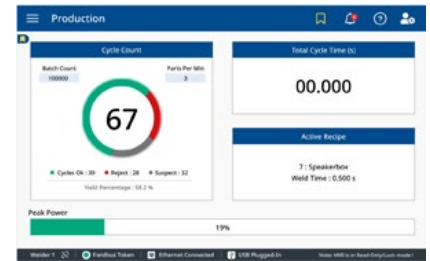 Production
Cycle Count
Batch Count
100000
Parts Per Min
3
67
Cycles Ok : 39
Reject : 28
Suspect : 32
Yield Percentage : 58.2 %
Total Cycle Time (s)
00.000
Active Recipe
7 : Speakerbox
Weld Time : 0.500 s
Peak Power
19%
Welder 1
Fieldbus Token
Ethernet Connected
USB Plugged-In
Note: HMI is in Read-Only/Lock mode !